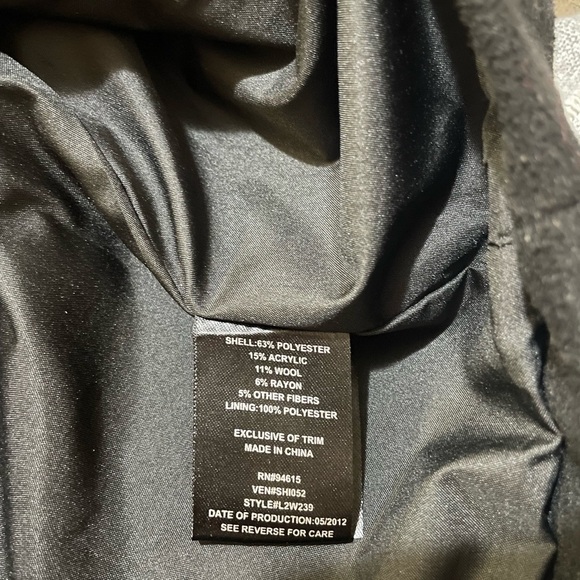 SHELL:63% POLYESTER
15% ACRYLIC
11% WOOL
6% RAYON
5% OTHER FIBERS
LINING:100% POLYESTER
EXCLUSIVE OF TRIM
MADE IN CHINA
RN#94615
VEN#SHI052
STYLE#L2W239
DATE OF PRODUCTION:05/2012
SEE REVERSE FOR CARE